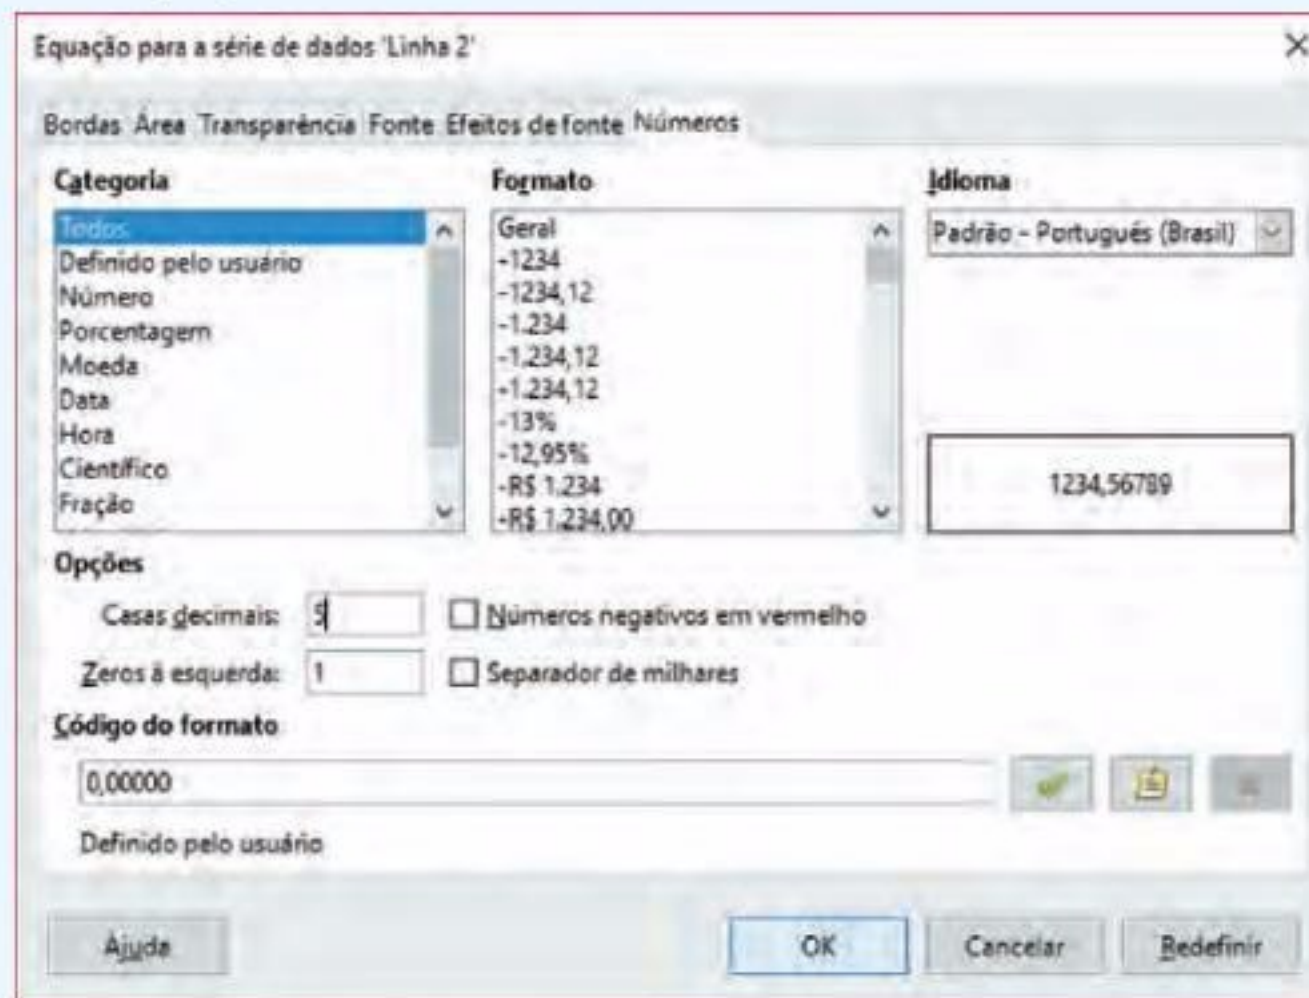 Equação para a série de dados 'Linha 2'
Bordas Área Transparência Fonte Efeitos de fonte Números
Categoria
Todos
Definido pelo usuário
Número
Porcentagem
Moeda
Data
Hora
Científico
Fração
Formato
Geral
-1234
-1234,12
-1.234
-1.234,12
-1.234,12
-13%
-12,95%
-R$ 1.234
-R$ 1.234,00
Idioma
Padrão - Português (Brasil)
1234,56789
Opções
Casas decimais: 5
Números negativos em vermelho
Zeros à esquerda: 1
Separador de milhares
Código do formato
0,00000
Definido pelo usuário
Ajuda OK Cancelar Redefinir